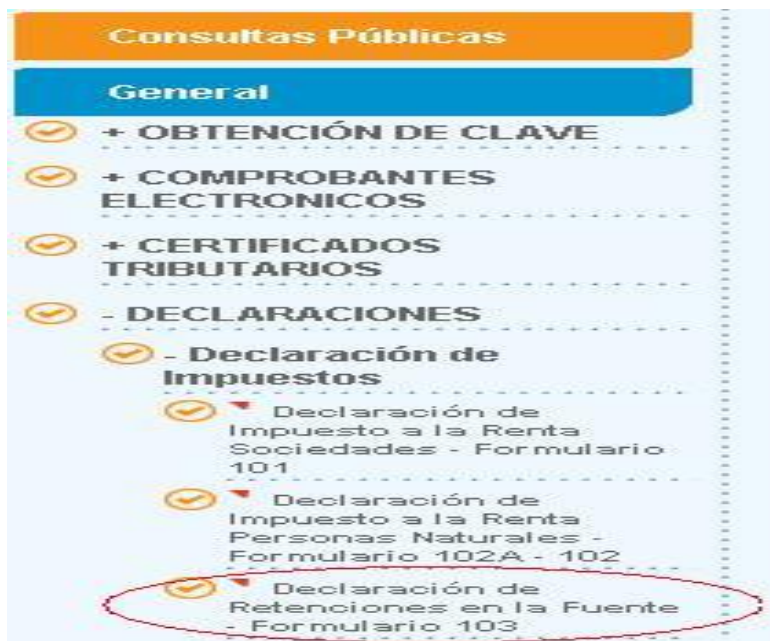 Consultas Públicas
General
+ OBTENCIÓN DE CLAVE
+ COMPROBANTES
ELECTRONICOS
+ CERTIFICADOS
TRIBUTARIOS
- DECLARACIONES
- Declaración de
Impuestos
Declaración de
Impuesto a la Renta
Sociedades - Formulario
101
Declaración de
Impuesto a la Renta
Personas Naturales -
Formulario 102A - 102
Declaración de
Retenciones en la Fuente
- Formulario 103